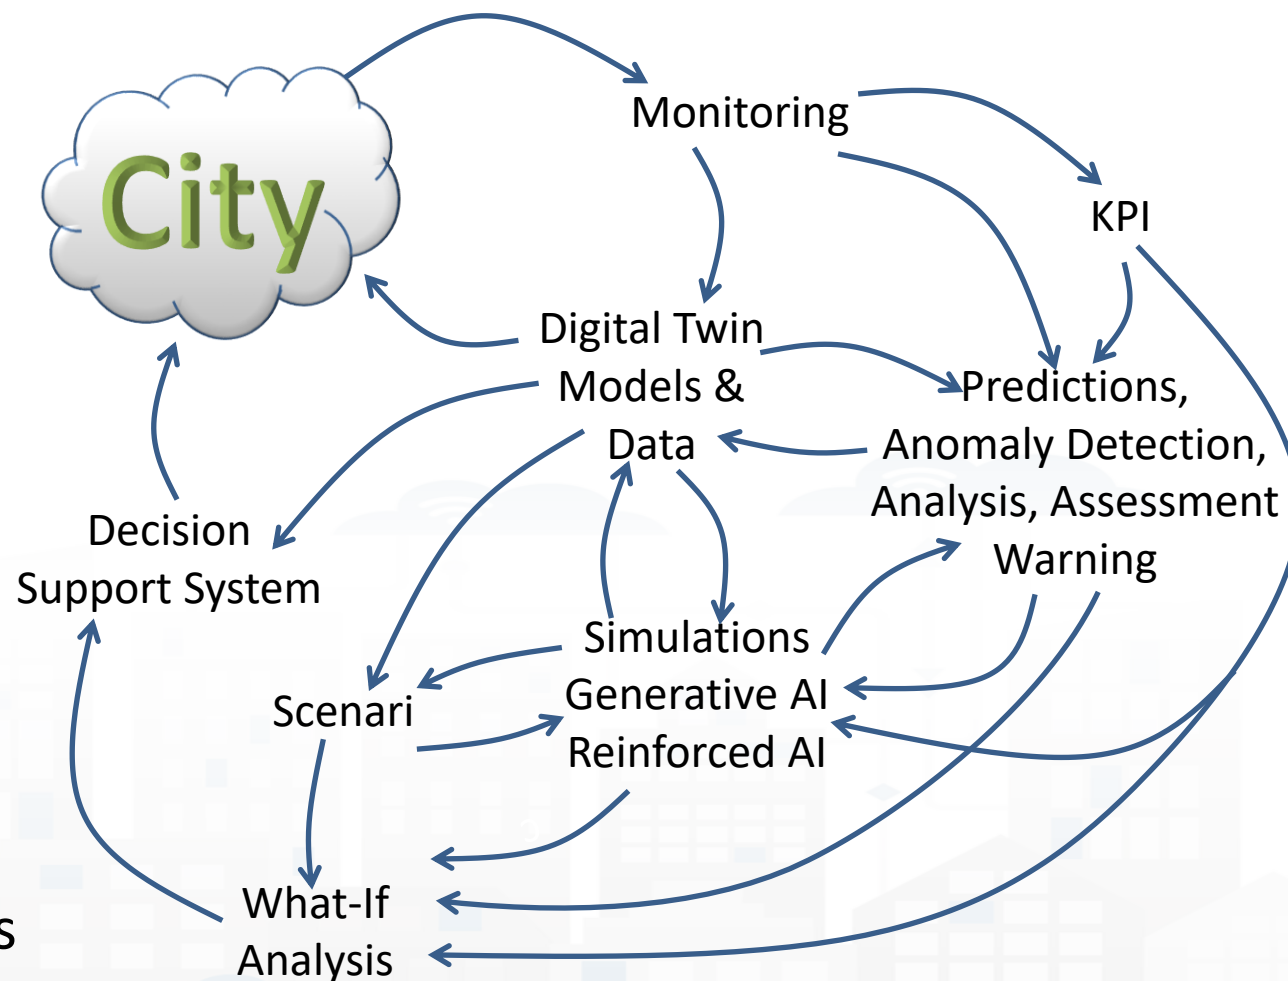 City
Monitoring
KPI
Digital Twin
Models &
Data
Predictions,
Anomaly Detection,
Analysis, Assessment
Warning
Decision
Support System
Simulations
Generative AI
Reinforced AI
Scenari
What-If
Analysis
s